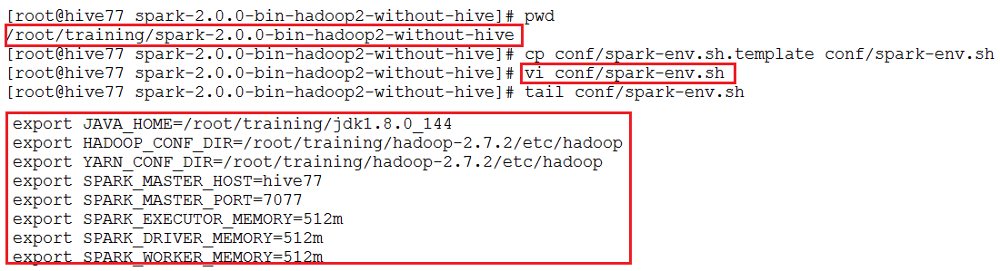 [root@hive77 spark-2.0.0-bin-hadoop2-without-hive]# pwd
/root/training/spark-2.0.0-bin-hadoop2-without-hive
[root@hive77 spark-2.0.0-bin-hadoop2-without-hive]# cp conf/spark-env.sh.template conf/spark-env.sh
[root@hive77 spark-2.0.0-bin-hadoop2-without-hive]# vi conf/spark-env.sh
[root@hive77 spark-2.0.0-bin-hadoop2-without-hive]# tail conf/spark-env.sh
export JAVA_HOME=/root/training/jdk1.8.0_144
export HADOOP_CONF_DIR=/root/training/hadoop-2.7.2/etc/hadoop
export YARN_CONF_DIR=/root/training/hadoop-2.7.2/etc/hadoop
export SPARK_MASTER_HOST=hive77
export SPARK_MASTER_PORT=7077
export SPARK_EXECUTOR_MEMORY=512m
export SPARK_DRIVER_MEMORY=512m
export SPARK_WORKER_MEMORY=512m